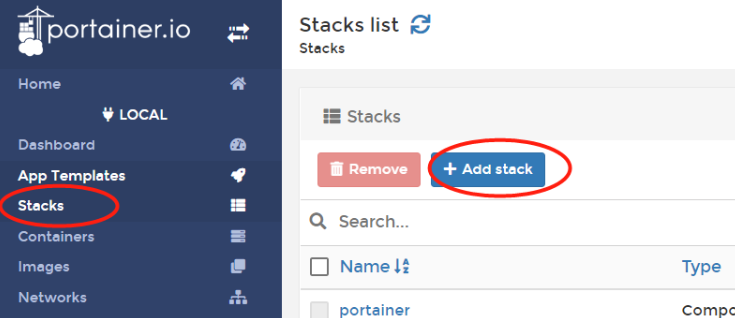 portainer.io
Home
LOCAL
Dashboard
App Templates
Stacks
Containers
Images
Networks
Stacks list
Stacks
Stacks
Remove
+ Add stack
Search...
Name
Type
portainer
Compo